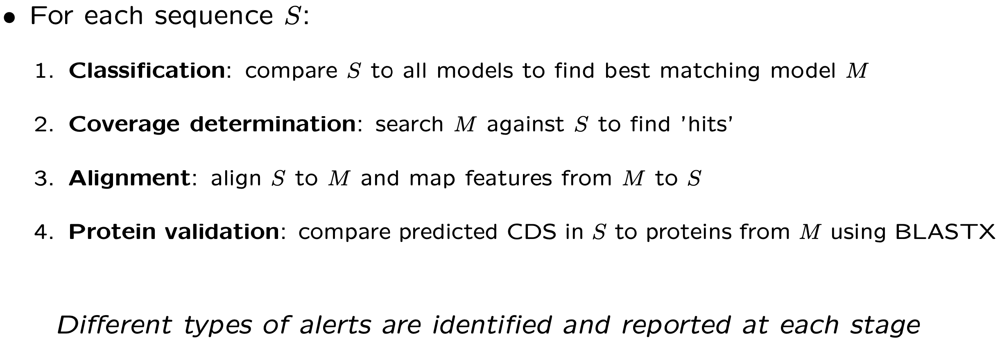 • For each sequence S:
1. Classification: compare S to all models to find best matching model M
2. Coverage determination: search M against S to find ’hits’
3. Alignment: align S to M and map features from M to S
4. Protein validation: compare predicted CDS in S to proteins from M using BLASTX
Different types of alerts are identified and reported at each stage